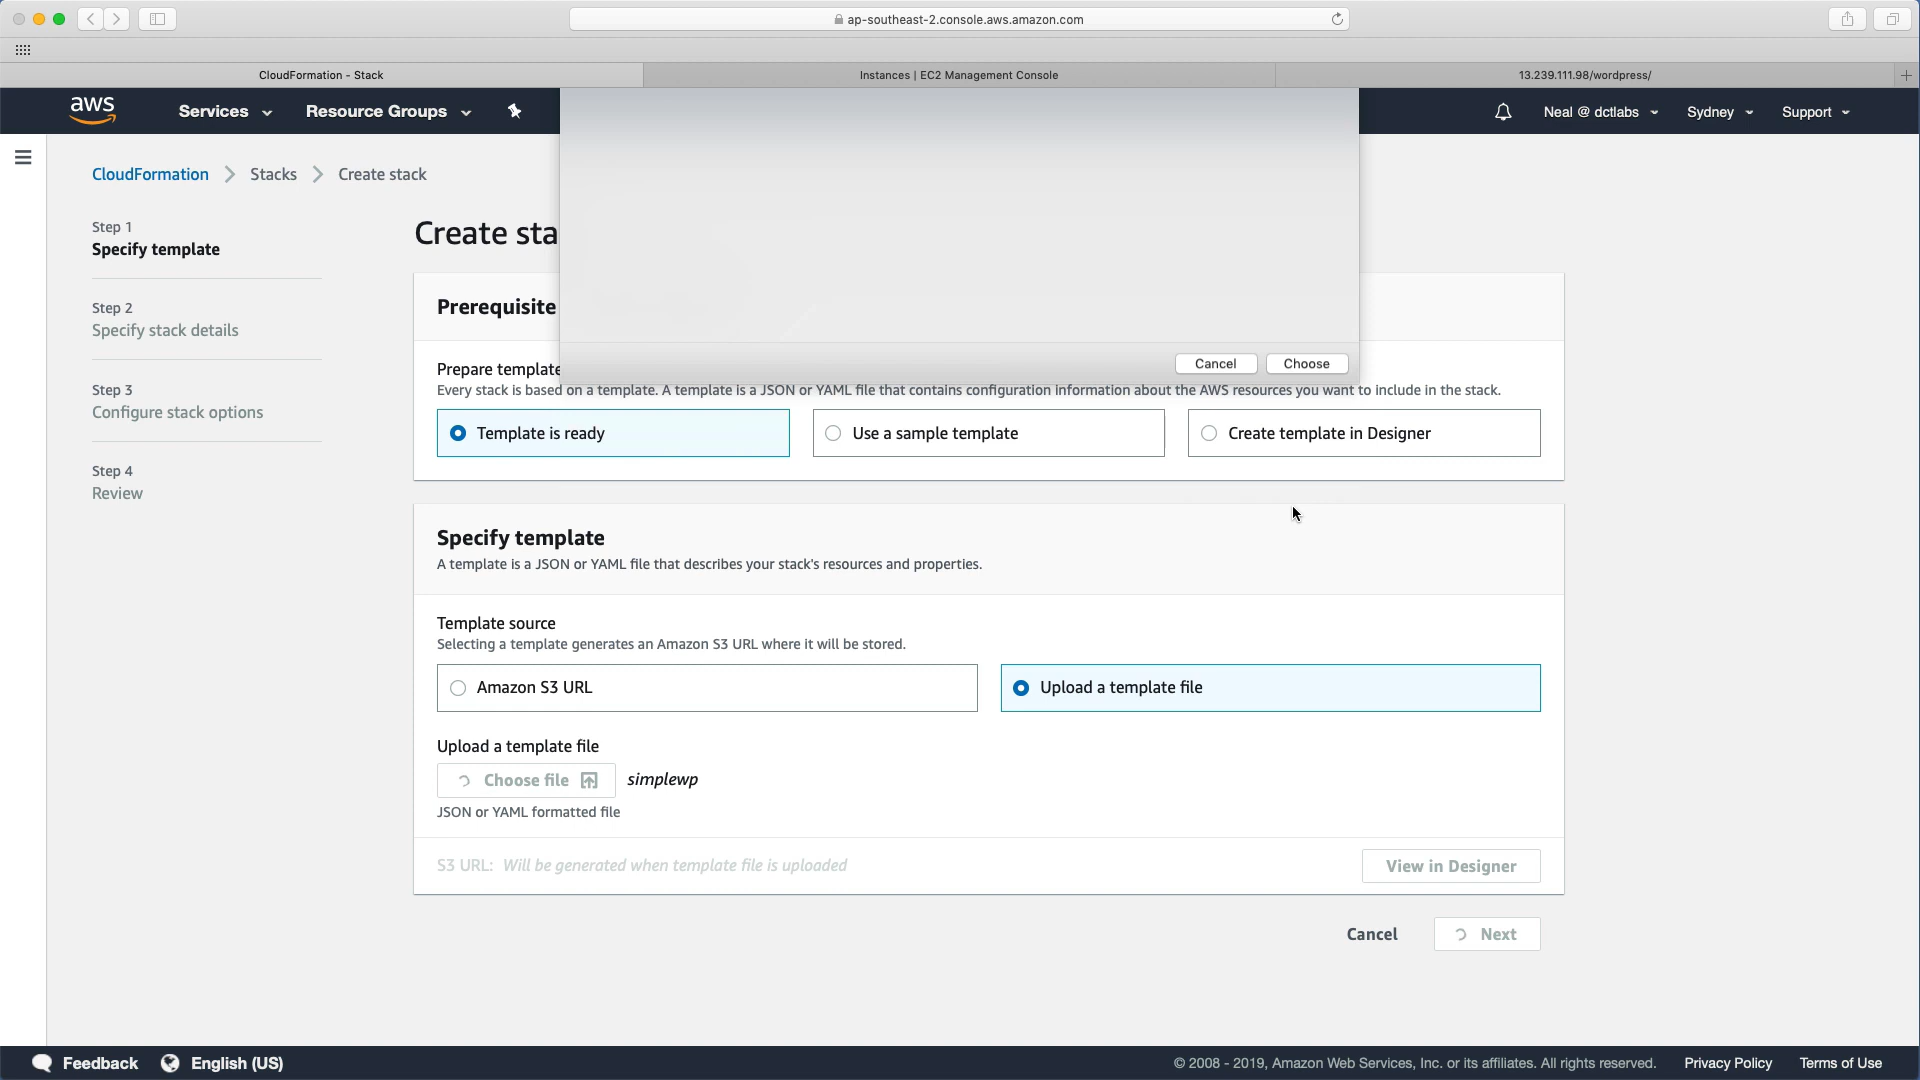 ap-southeast-2.console.aws.amazon.com
CloudFormation - Stack
Instances | EC2 Management Console
13.239.111.98/wordpress/
aws
Services
Resource Groups
Neal @ dctlabs
Sydney
Support
CloudFormation
Stacks
Create stack
Step 1
Specify template
Step 2
Specify stack details
Step 3
Configure stack options
Step 4
Review
Create sta
Prerequisite
Cancel
Choose
Prepare template
Every stack is based on a template. A template is a JSON or YAML file that contains configuration information about the AWS resources you want to include in the stack.
Template is ready
Use a sample template
Create template in Designer
Specify template
A template is a JSON or YAML file that describes your stack's resources and properties.
Template source
Selecting a template generates an Amazon S3 URL where it will be stored.
Amazon S3 URL
Upload a template file
Upload a template file
Choose file
simplewp
JSON or YAML formatted file
S3 URL: Will be generated when template file is uploaded
View in Designer
Cancel
Next
Feedback
English (US)
© 2008 - 2019, Amazon Web Services, Inc. or its affiliates. All rights reserved.
Privacy Policy
Terms of Use